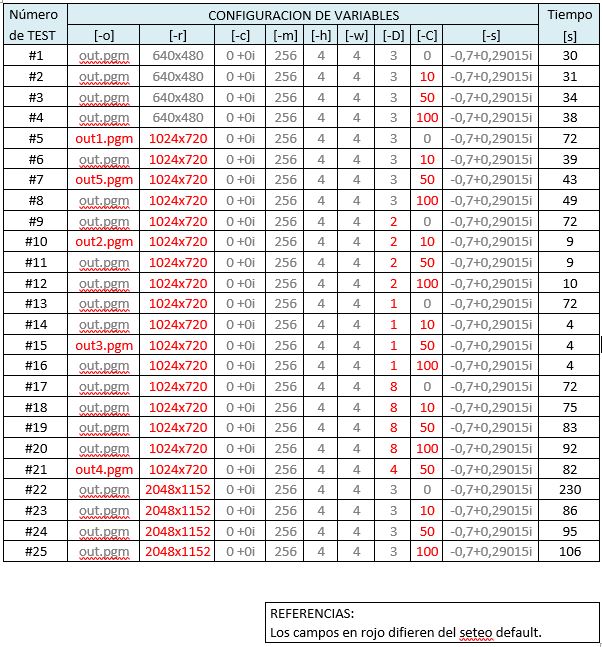 Número CONFIGURACION DE VARIABLES Tiempo
de TEST [-o] [-r] [-c] [-m] [-h] [-w] [-D] [-C] [-s] [s]
#1 out.pgm 640x480 0 +0i 256 4 4 3 0 -0,7+0,29015i 30
#2 out.pgm 640x480 0 +0i 256 4 4 3 10 -0,7+0,29015i 31
#3 out.pgm 640x480 0 +0i 256 4 4 3 50 -0,7+0,29015i 34
#4 out.pgm 640x480 0 +0i 256 4 4 3 100 -0,7+0,29015i 38
#5 out1.pgm 1024x720 0 +0i 256 4 4 3 0 -0,7+0,29015i 72
#6 out.pgm 1024x720 0 +0i 256 4 4 3 10 -0,7+0,29015i 39
#7 out5.pgm 1024x720 0 +0i 256 4 4 3 50 -0,7+0,29015i 43
#8 out.pgm 1024x720 0 +0i 256 4 4 3 100 -0,7+0,29015i 49
#9 out.pgm 1024x720 0 +0i 256 4 4 2 0 -0,7+0,29015i 72
#10 out2.pgm 1024x720 0 +0i 256 4 4 2 10 -0,7+0,29015i 9
#11 out.pgm 1024x720 0 +0i 256 4 4 2 50 -0,7+0,29015i 9
#12 out.pgm 1024x720 0 +0i 256 4 4 2 100 -0,7+0,29015i 10
#13 out.pgm 1024x720 0 +0i 256 4 4 1 0 -0,7+0,29015i 72
#14 out.pgm 1024x720 0 +0i 256 4 4 1 10 -0,7+0,29015i 4
#15 out3.pgm 1024x720 0 +0i 256 4 4 1 50 -0,7+0,29015i 4
#16 out.pgm 1024x720 0 +0i 256 4 4 1 100 -0,7+0,29015i 4
#17 out.pgm 1024x720 0 +0i 256 4 4 8 0 -0,7+0,29015i 72
#18 out.pgm 1024x720 0 +0i 256 4 4 8 10 -0,7+0,29015i 75
#19 out.pgm 1024x720 0 +0i 256 4 4 8 50 -0,7+0,29015i 83
#20 out.pgm 1024x720 0 +0i 256 4 4 8 100 -0,7+0,29015i 92
#21 out4.pgm 1024x720 0 +0i 256 4 4 4 50 -0,7+0,29015i 82
#22 out.pgm 2048x1152 0 +0i 256 4 4 3 0 -0,7+0,29015i 230
#23 out.pgm 2048x1152 0 +0i 256 4 4 3 10 -0,7+0,29015i 86
#24 out.pgm 2048x1152 0 +0i 256 4 4 3 50 -0,7+0,29015i 95
#25 out.pgm 2048x1152 0 +0i 256 4 4 3 100 -0,7+0,29015i 106
REFERENCIAS:
Los campos en rojo difieren del seteo default.